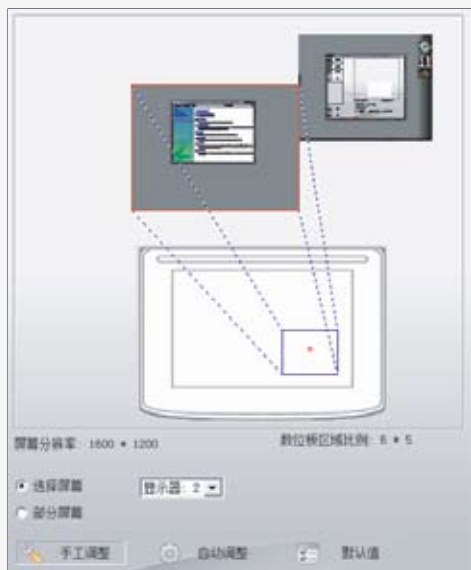 屏幕分辨率: 1600 * 1200
数位板区域比例: 6 * 5
选择屏幕
显示器: 2
部分屏幕
手工调整
自动调整
默认值